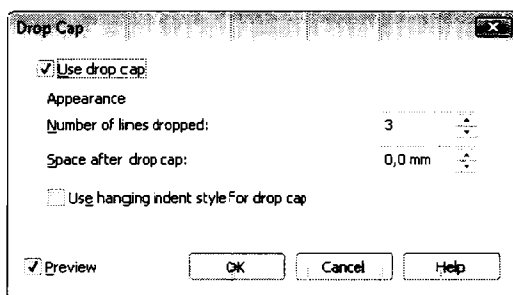 Drop Cap
Use drop cap
Appearance
Number of lines dropped: 3
Space after drop cap: 0,0 mm
Use hanging indent style for drop cap
Preview OK Cancel Help